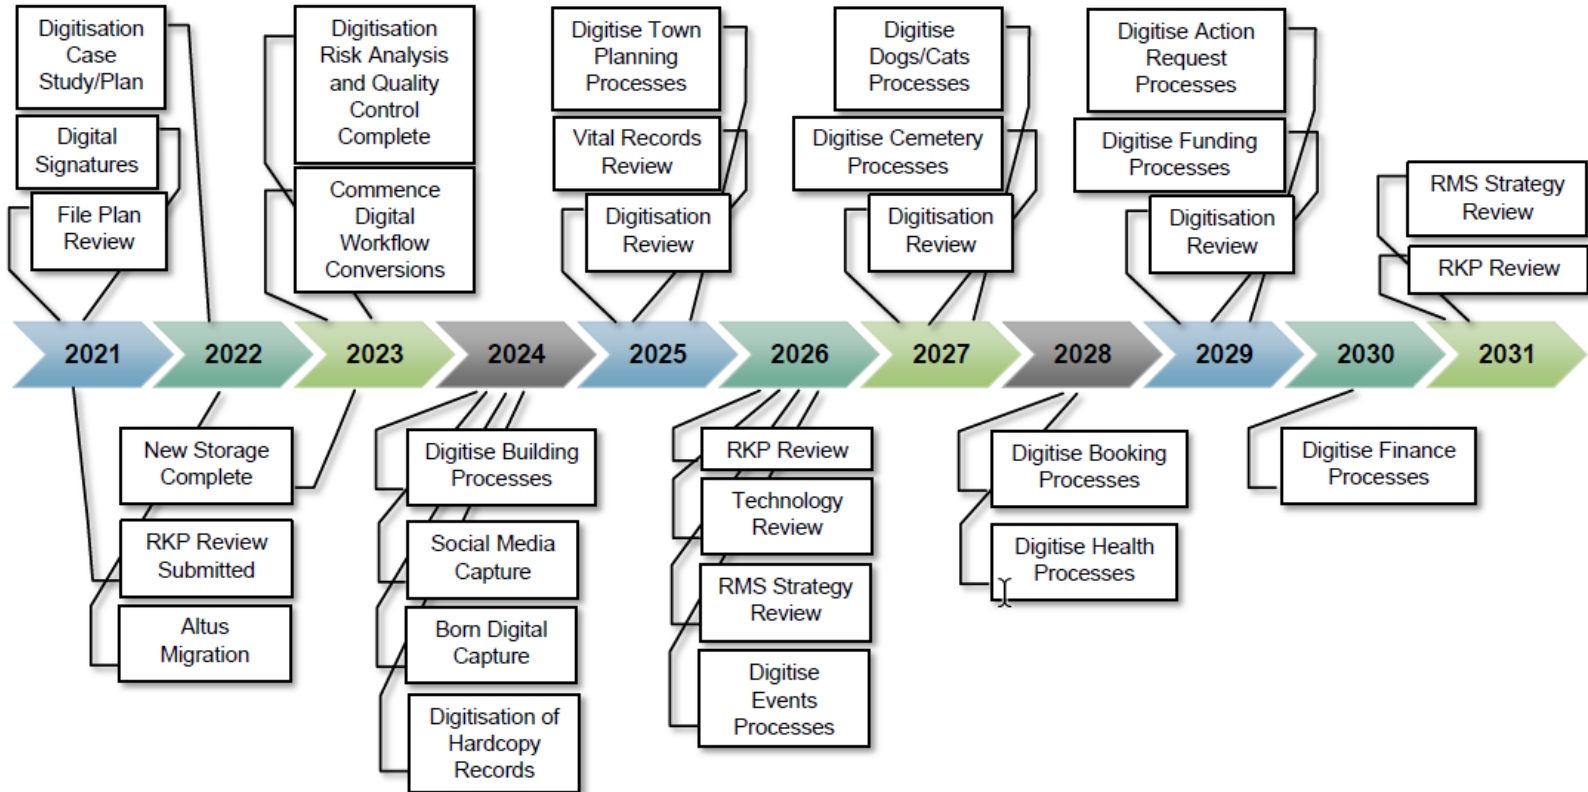 Digitisation
Case
Study/Plan
Digital
Signatures
File Plan
Review
Digitisation
Risk Analysis
and Quality
Control
Complete
Commence
Digital
Workflow
Conversions
Digitise Town
Planning
Processes
Vital Records
Review
Digitisation
Review
Digitise
Dogs/Cats
Processes
Digitise Cemetery
Processes
Digitisation
Review
Digitise Action
Request
Processes
Digitise Funding
Processes
Digitisation
Review
RMS Strategy
Review
RKP Review
2021
2022
2023
2024
2025
2026
2027
2028
2029
2030
2031
New Storage
Complete
RKP Review
Submitted
Altus
Migration
Digitise Building
Processes
Social Media
Capture
Born Digital
Capture
Digitisation of
Hardcopy
Records
RKP Review
Technology
Review
RMS Strategy
Review
Digitise
Events
Processes
Digitise Booking
Processes
Digitise Health
Processes
Digitise Finance
Processes